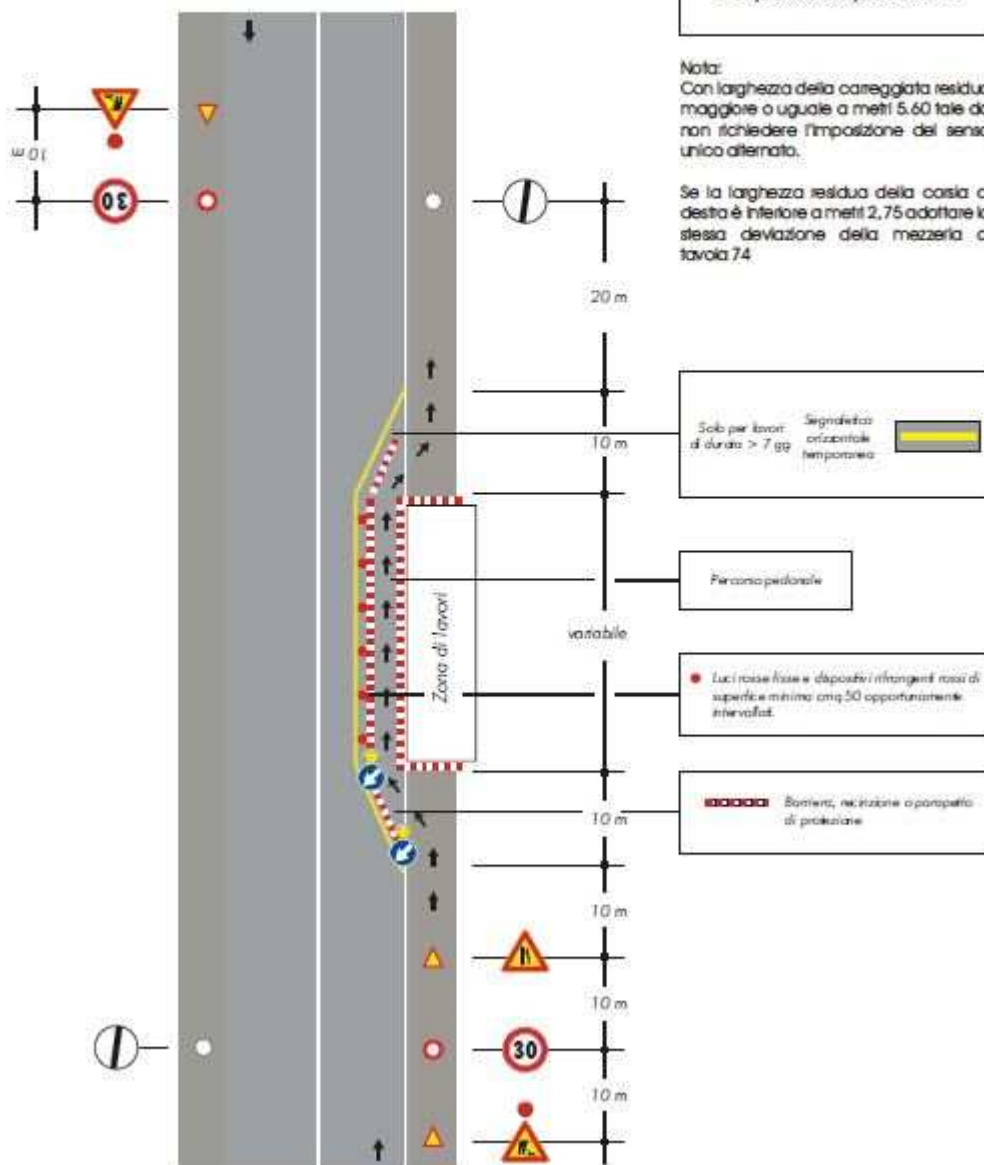 Nota:
Con larghezza della carreggiata residua
maggiore o uguale a metri 5.60 tale da
non richiedere l'imposizione del senso
unico alternato.
Se la larghezza residua della corsia d
destra è inferiore a metri 2,75 adottare la
stessa deviazione della mezzeria d
tavola 74
10 m
30
20 m
10 m
Solo per lavori
di durata > 7 gg
Segnaletica
orizzontale
temporanea
Percorso pedonale
variabile
Zona di lavori
Luci rosse fisse e dispositivi rifrangenti rossi di
superficie minima cmq 50 opportunamente
intervallati.
Barriera, recinzione o parapetto
di protezione
10 m
10 m
10 m
30
10 m